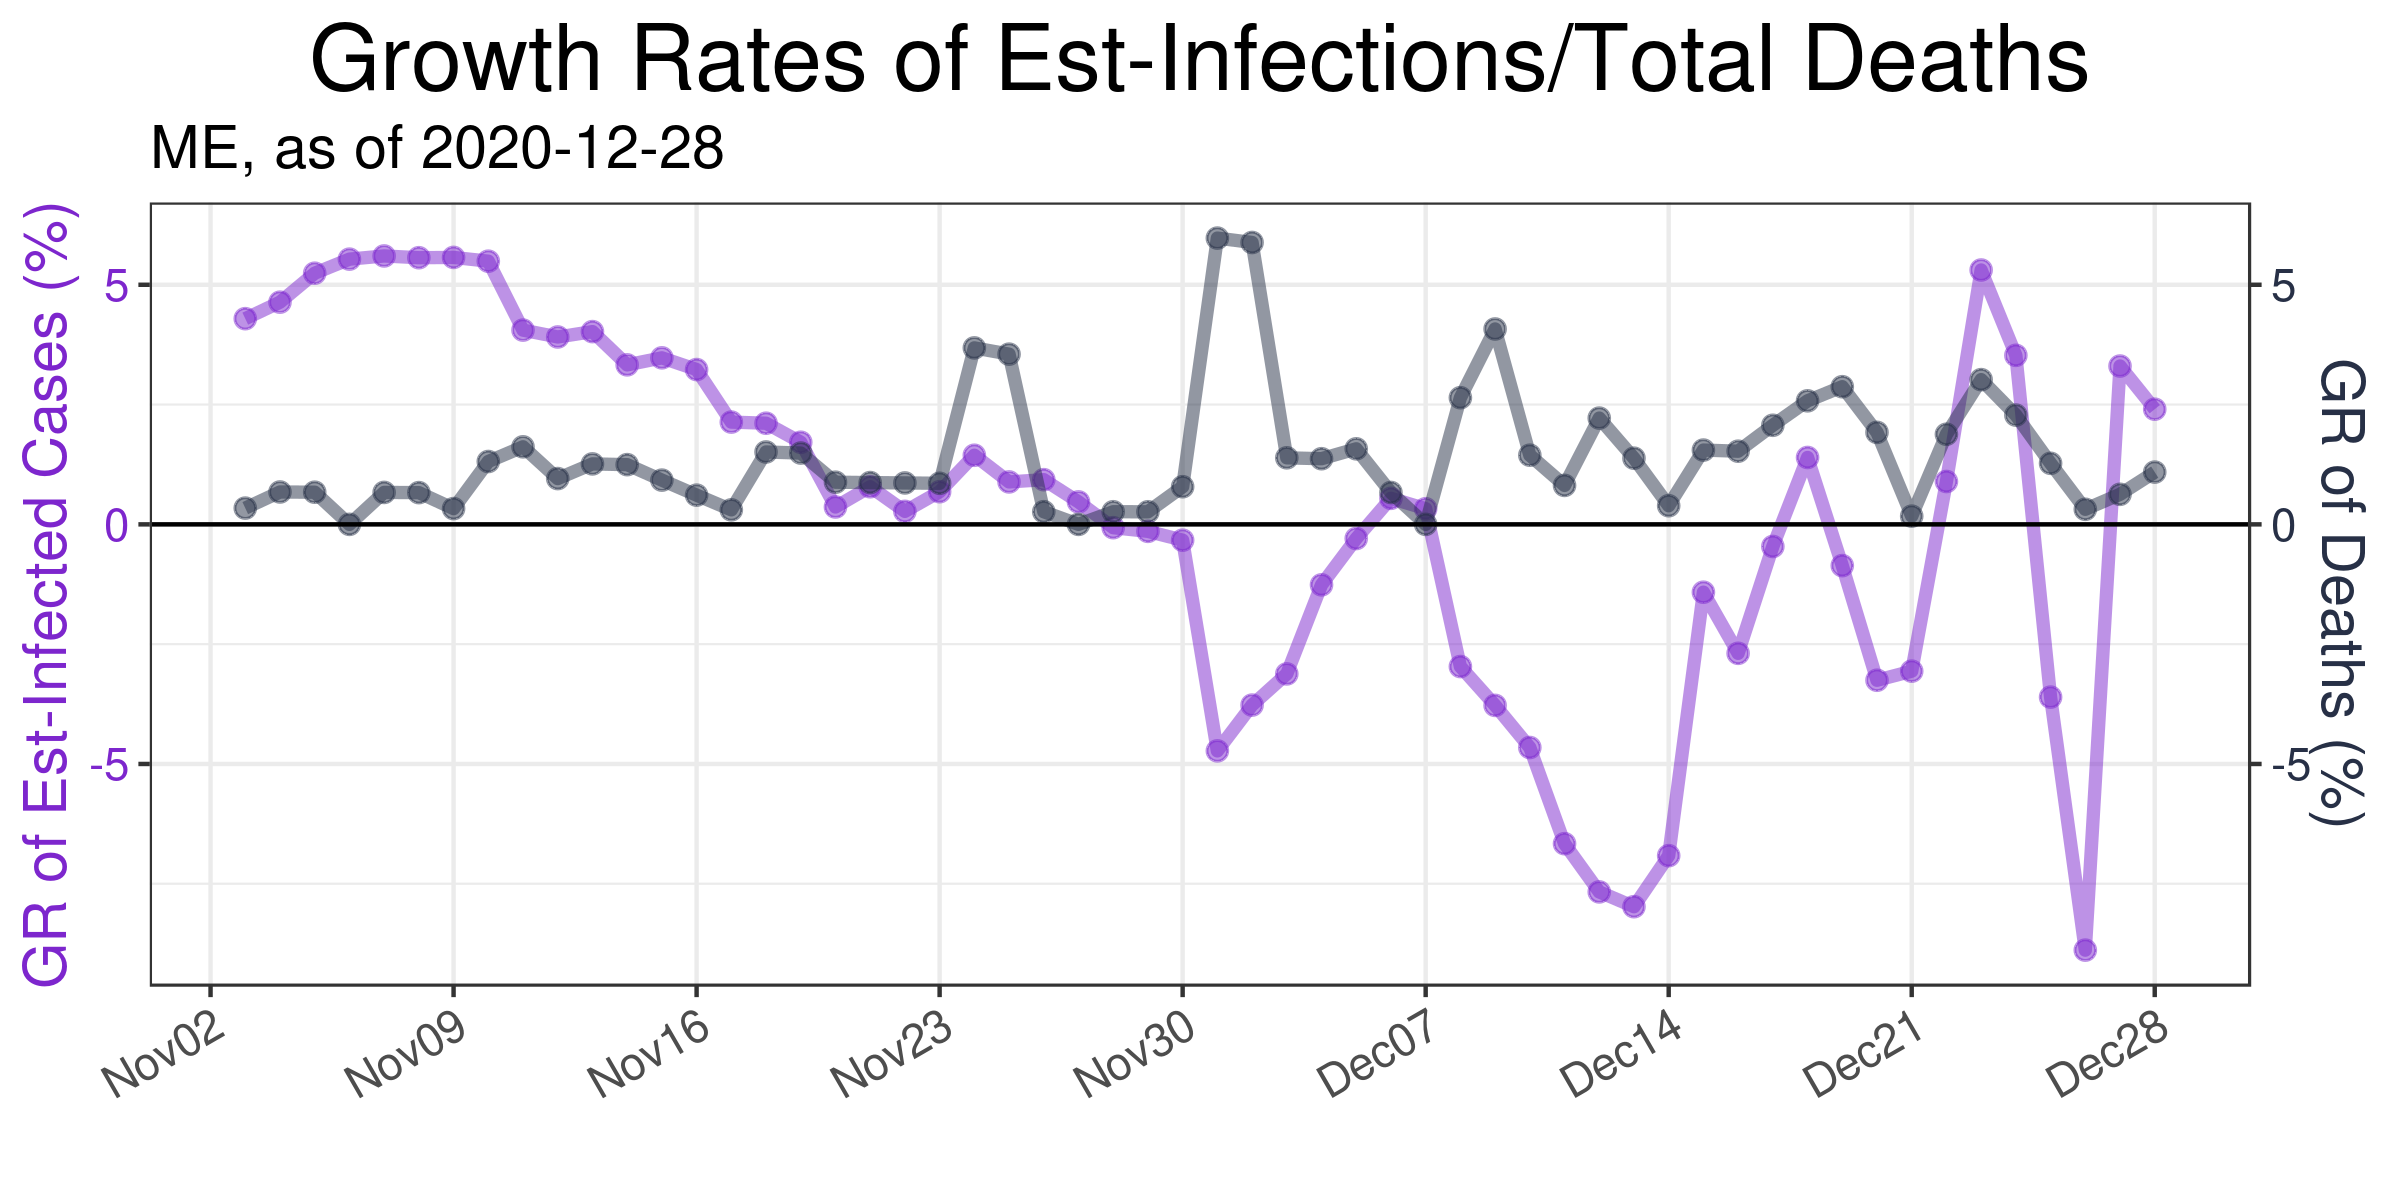 Growth Rates of Est-Infections/Total Deaths
ME, as of 2020-12-28
GR of Est-Infected Cases (%)
5
0
-5
5
0
-5
GR of Deaths (%)
Nov02
Nov09
Nov16
Nov23
Nov30
Dec07
Dec14
Dec21
Dec28